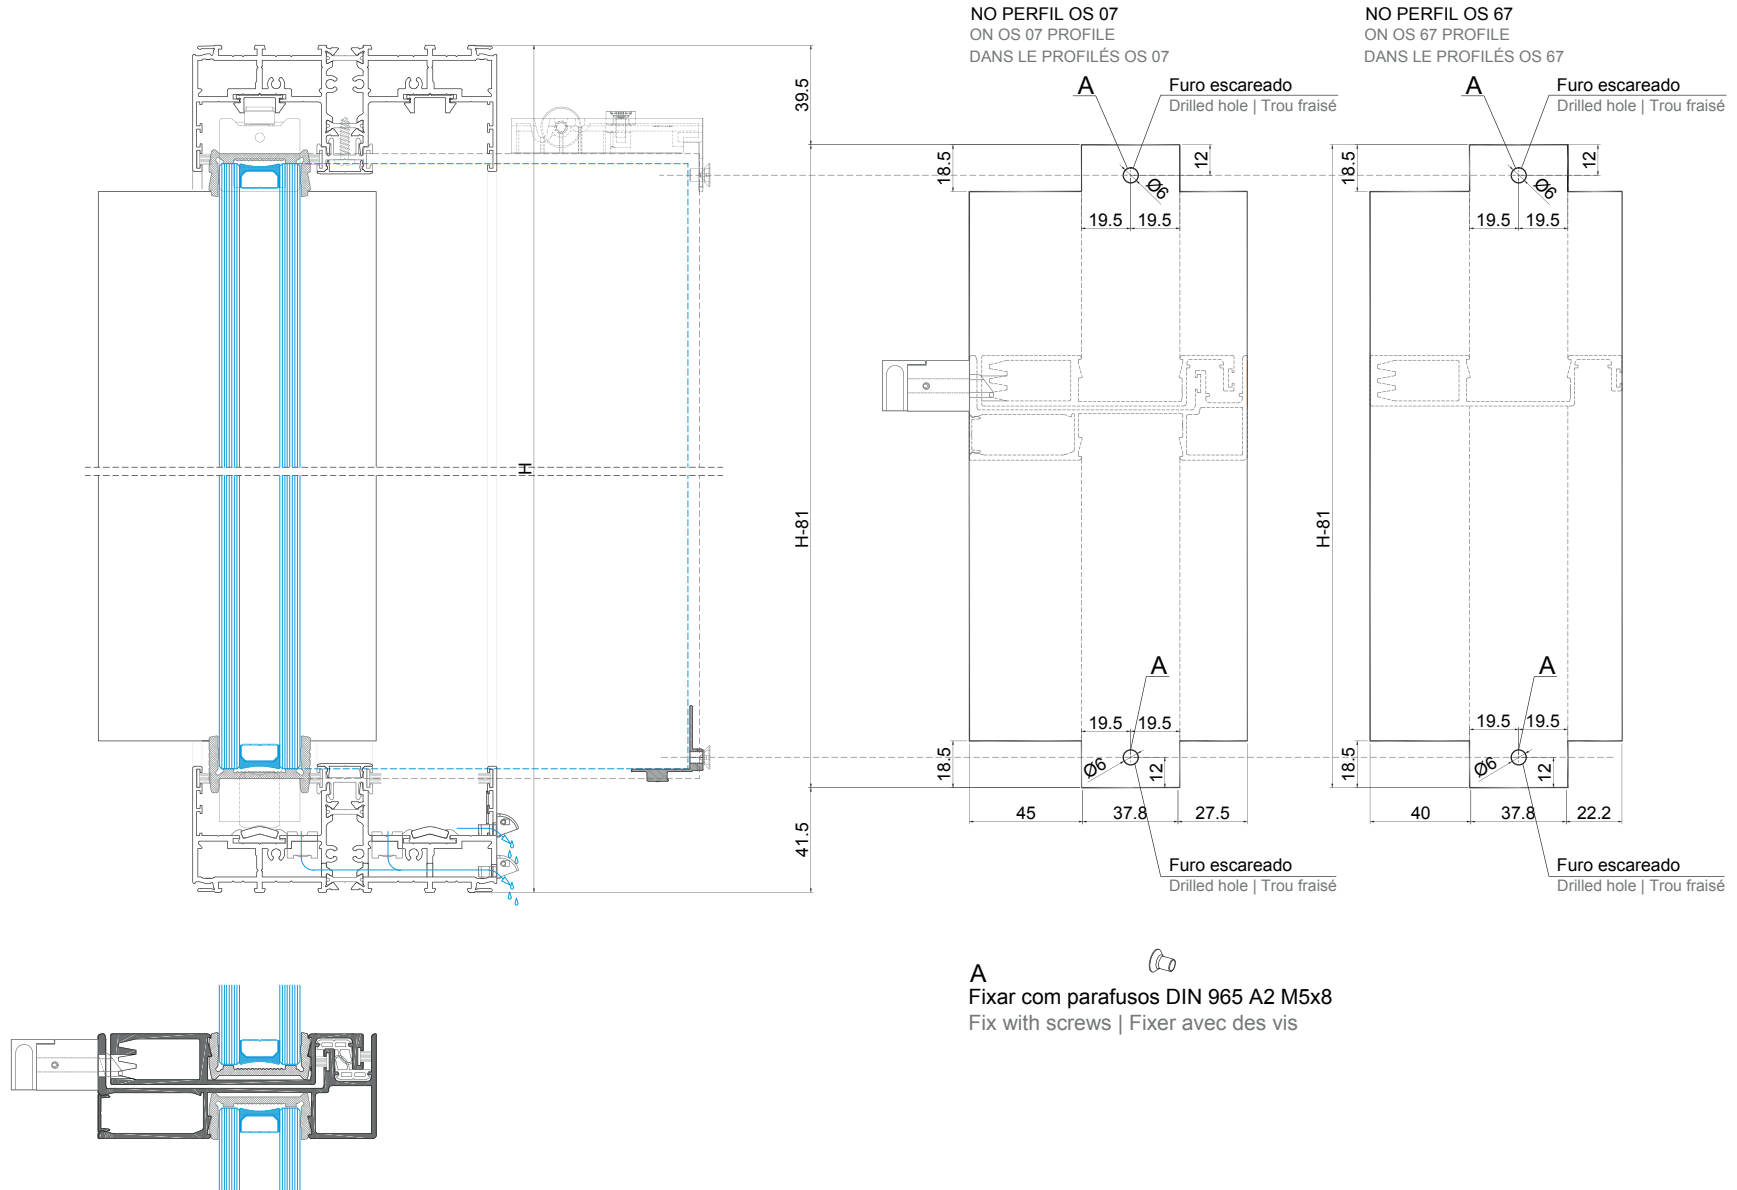 NO PERFIL OS 07
ON OS 07 PROFILE
DANS LE PROFILÉS OS 07
NO PERFIL OS 67
ON OS 67 PROFILE
DANS LE PROFILÉS OS 67
A
Furo escareado
Drilled hole | Trou fraisé
A
Furo escareado
Drilled hole | Trou fraisé
39.5
18.5
12
Ø6
19.5
19.5
18.5
12
Ø6
19.5
19.5
H
H-81
H-81
A
19.5
19.5
Ø6
12
18.5
A
19.5
19.5
Ø6
12
18.5
45
37.8
27.5
40
37.8
22.2
41.5
Furo escareado
Drilled hole | Trou fraisé
Furo escareado
Drilled hole | Trou fraisé
A
Fixar com parafusos DIN 965 A2 M5x8
Fix with screws | Fixer avec des vis